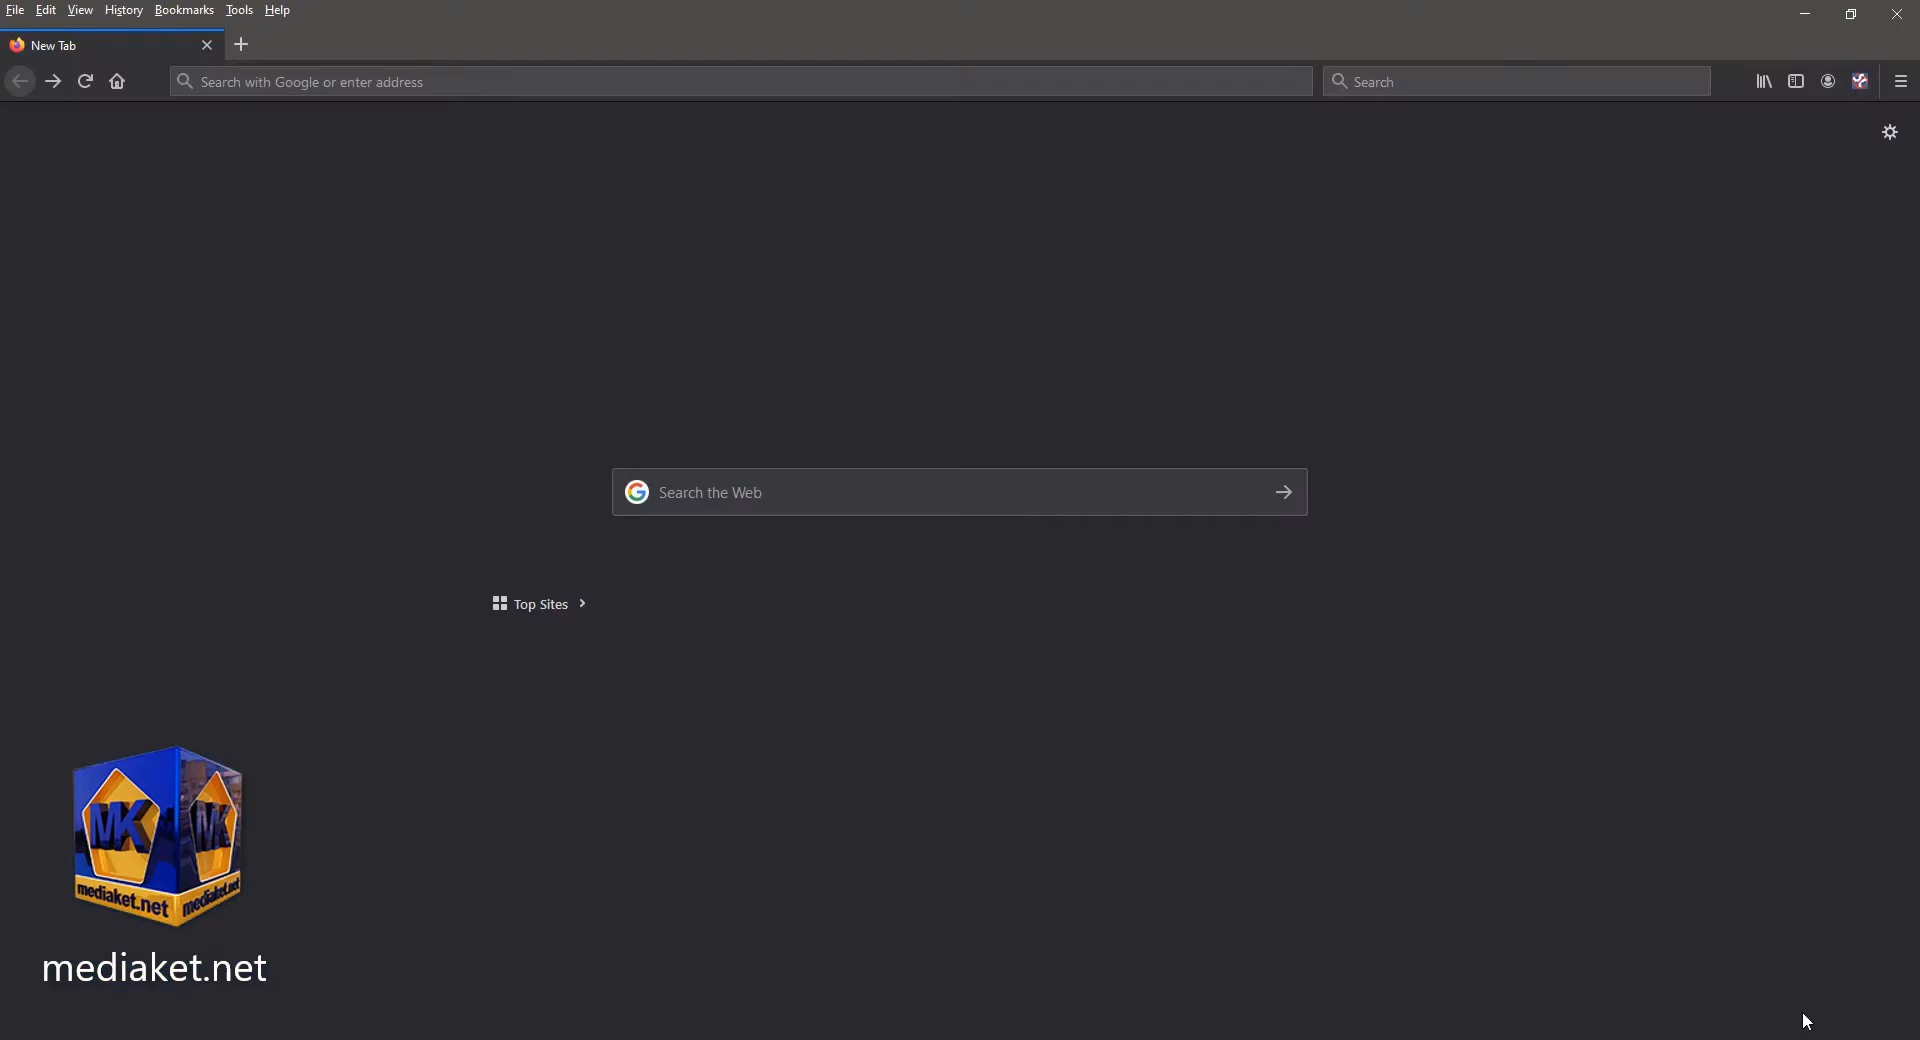 File Edit View History Bookmarks Tools Help
New Tab
Search with Google or enter address
Search
Search the Web
Top Sites
MK MK
mediaket.net mediaket.net
mediaket.net